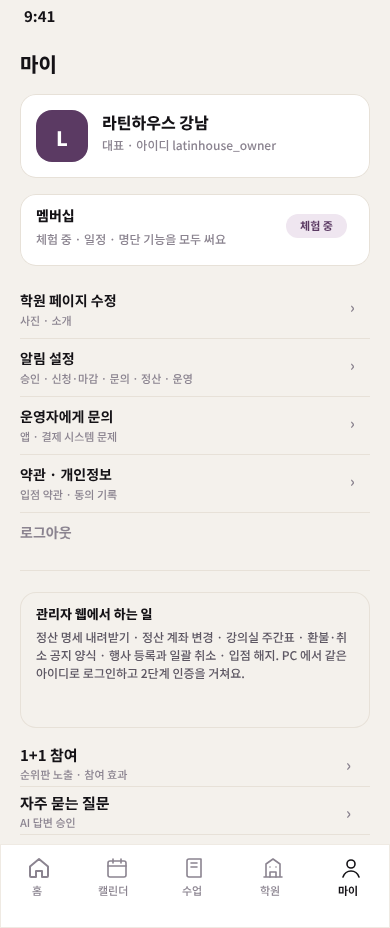 9:41
마이
L
라틴하우스 강남
대표 · 아이디 latinhouse_owner
멤버십
체험 중 · 일정 · 명단 기능을 모두 써요
체험 중
학원 페이지 수정
사진 · 소개
알림 설정
승인 · 신청·마감 · 문의 · 정산 · 운영
운영자에게 문의
앱 · 결제 시스템 문제
약관 · 개인정보
입점 약관 · 동의 기록
로그아웃
관리자 웹에서 하는 일
정산 명세 내려받기 · 정산 계좌 변경 · 강의실 주간표 · 환불·취
소 공지 양식 · 행사 등록과 일괄 취소 · 입점 해지. PC 에서 같은
아이디로 로그인하고 2단계 인증을 거쳐요.
1+1 참여
순위판 노출 · 참여 효과
자주 묻는 질문
AI 답변 승인
홈
캘린더
수업
학원
마이